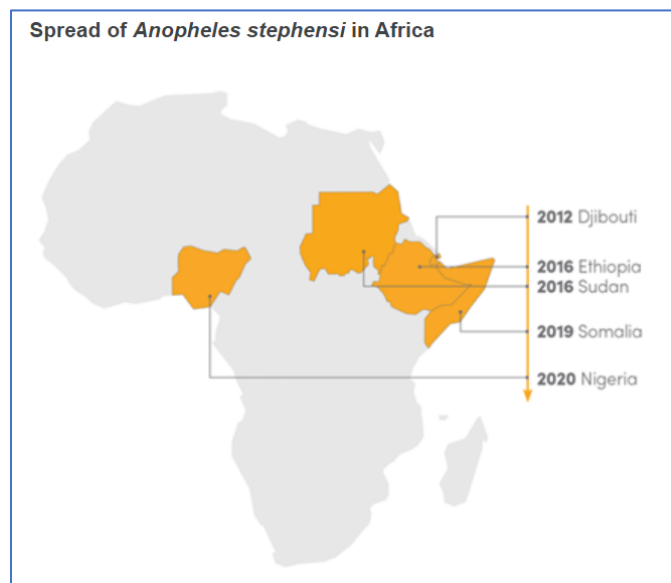 Spread of Anopheles stephensi in Africa
2012 Djibouti
2016 Ethiopia
2016 Sudan
2019 Somalia
2020 Nigeria